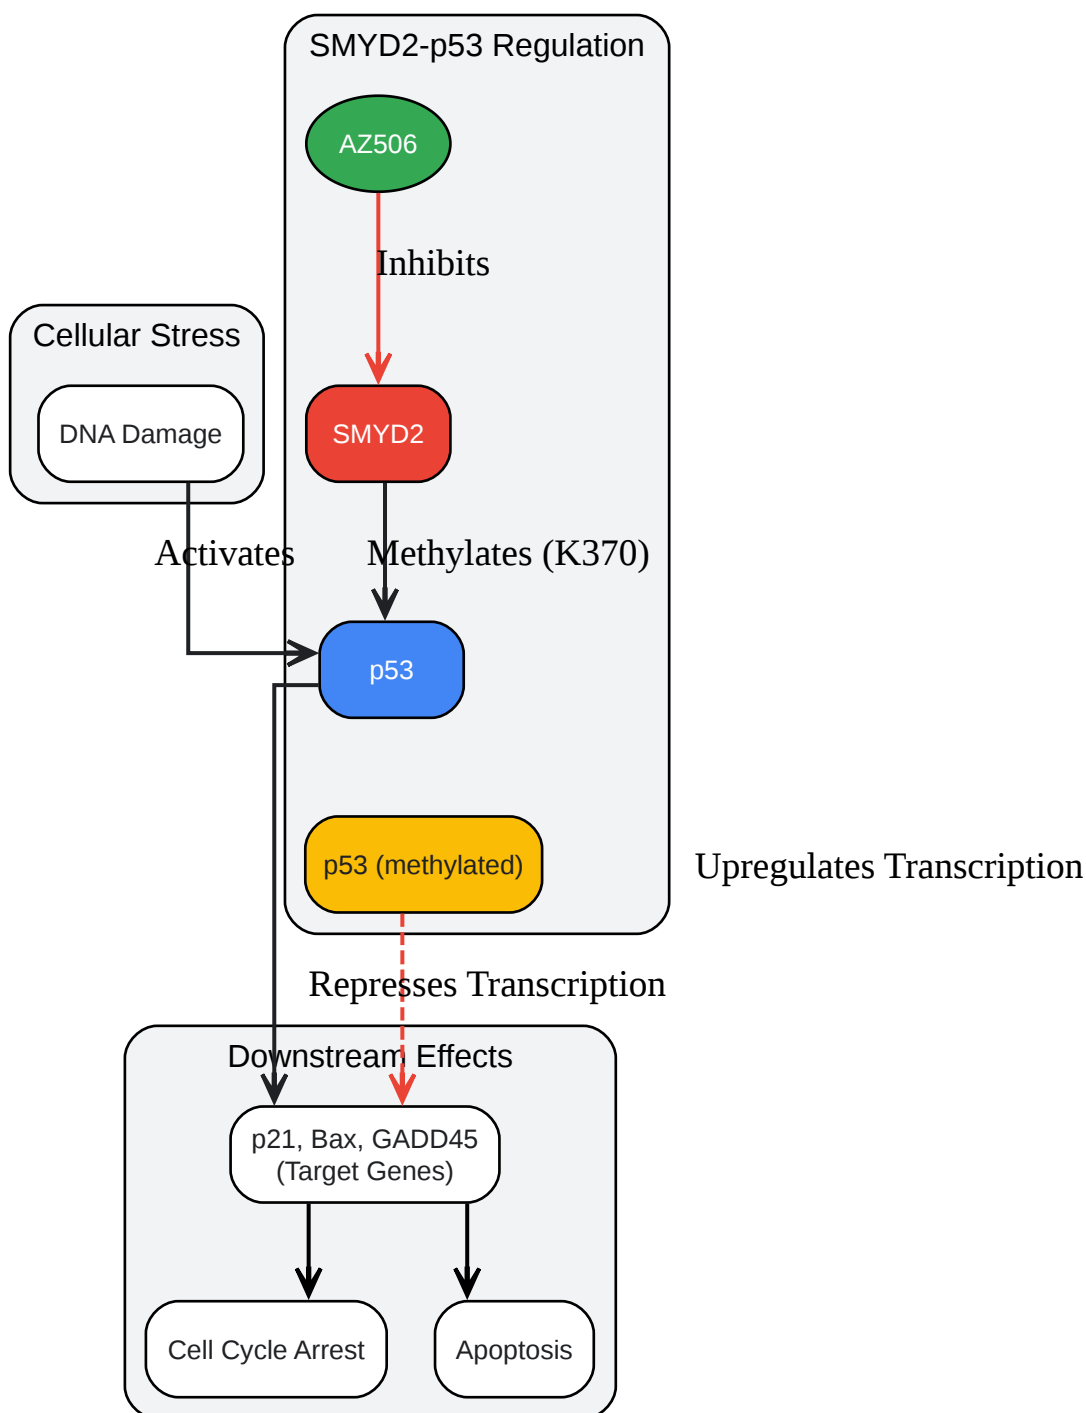 SMYD2-p53 Regulation
AZ506
Inhibits
Cellular Stress
DNA Damage
SMYD2
Activates
Methylates (K370)
p53
p53 (methylated)
Upregulates Transcription
Represses Transcription
Downstream Effects
p21, Bax, GADD45
(Target Genes)
Cell Cycle Arrest
Apoptosis